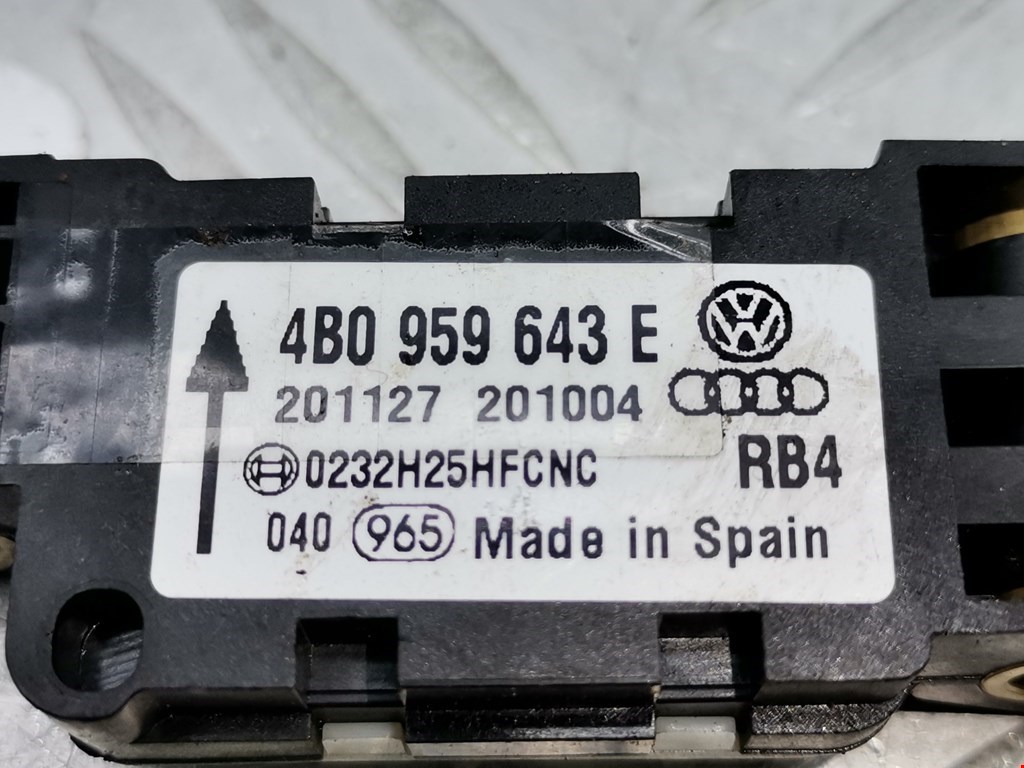 4B0 959 643 E
201127 201004
0232H25HFCNC RB4
040 965 Made in Spain